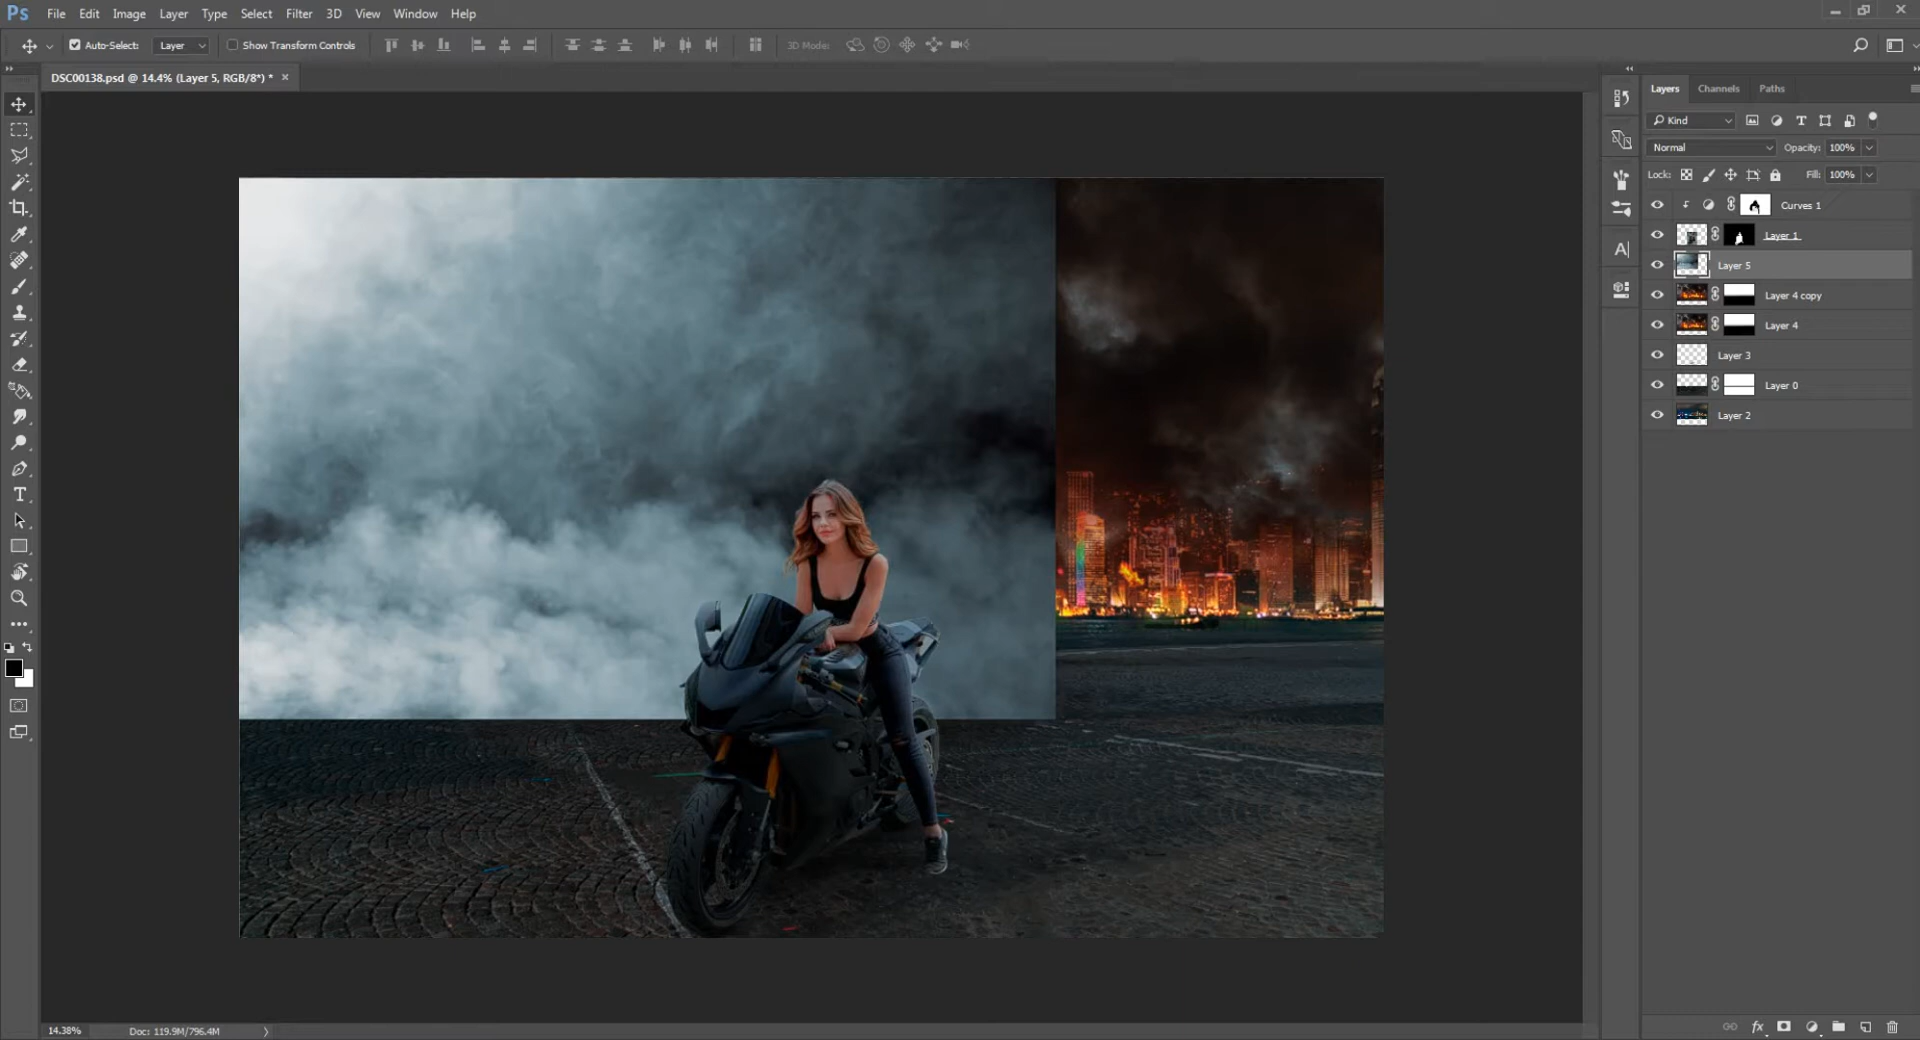 Ps File Edit Image Layer Type Select Filter 3D View Window Help
Auto-Select: Layer Show Transform Controls 3D Mode:
DSC00138.psd @ 14.4% (Layer 5, RGB/8*) * ×
Layers Channels Paths
Kind
Normal Opacity: 100%
Lock: Fill: 100%
Curves 1
Layer 1
Layer 5
Layer 4 copy
Layer 4
Layer 3
Layer 0
Layer 2
14.38% Doc: 119.9M/796.4M
fx